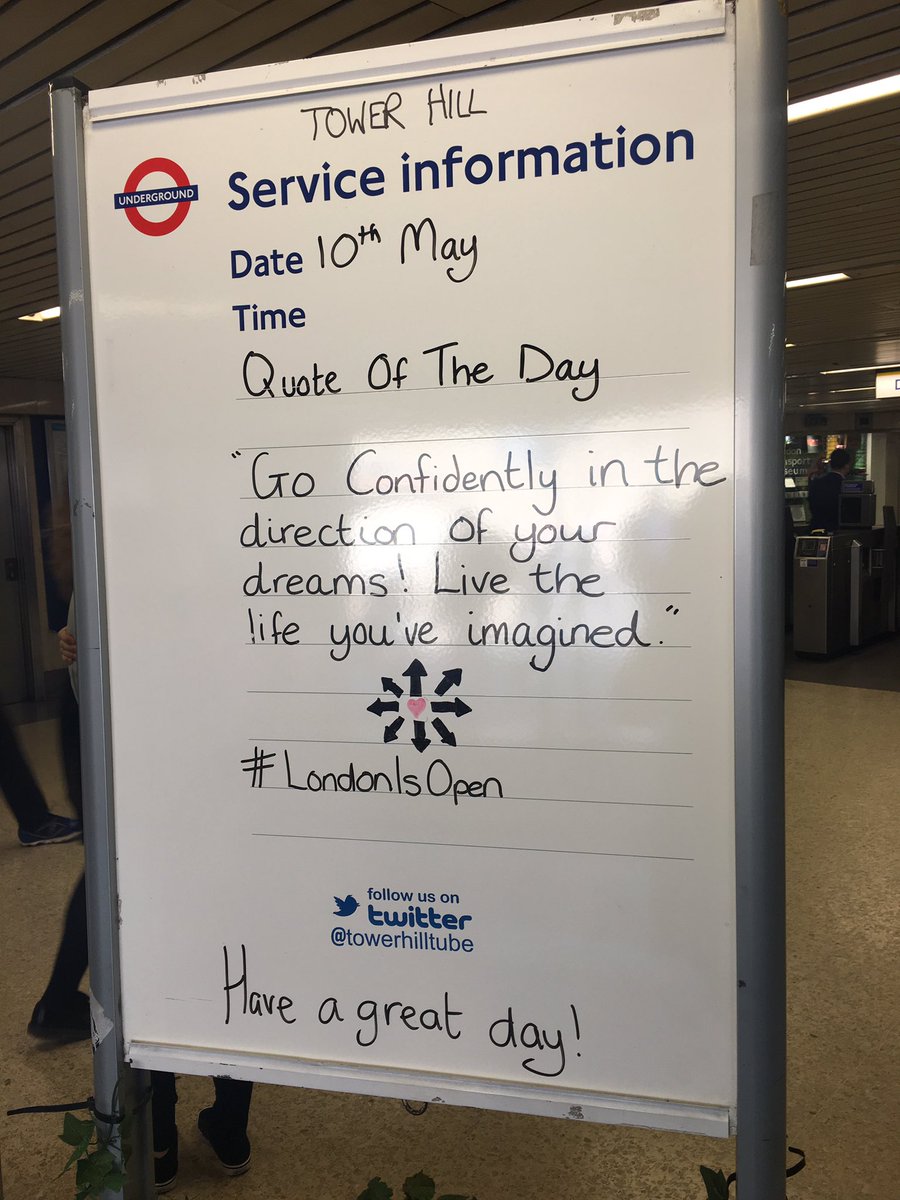 TOWER HILL
UNDERGROUND
Service information
Date 10th May
Time
Quote Of The Day
"Go Confidently in the
direction of your
dreams! Live the
life you've imagined."
#LondonIsOpen
follow us on
twitter
@towerhilltube
Have a great day!